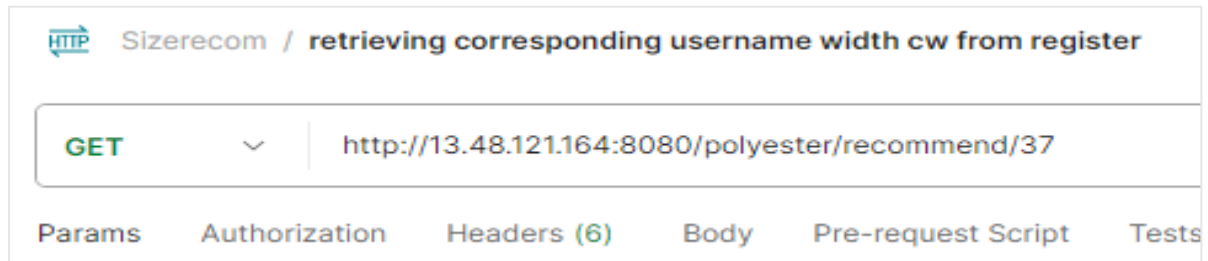 HTTP Sizerecom / retrieving corresponding username width cw from register
GET http://13.48.121.164:8080/polyester/recommend/37
Params Authorization Headers (6) Body Pre-request Script Tests